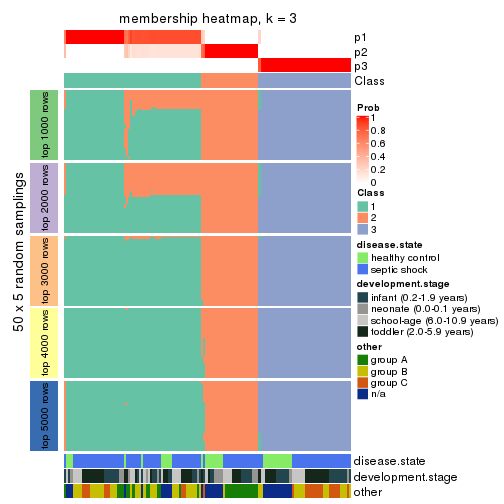 membership heatmap, k = 3
p1
p2
p3
Class
50 x 5 random samplings
top 1000 rows
top 2000 rows
top 3000 rows
top 4000 rows
top 5000 rows
Prob
1
0.8
0.6
0.4
0.2
0
Class
1
2
3
disease.state
healthy control
septic shock
development.stage
infant (0.2-1.9 years)
neonate (0.0-0.1 years)
school-age (6.0-10.9 years)
toddler (2.0-5.9 years)
other
group A
group B
group C
n/a
disease.state
development.stage
other